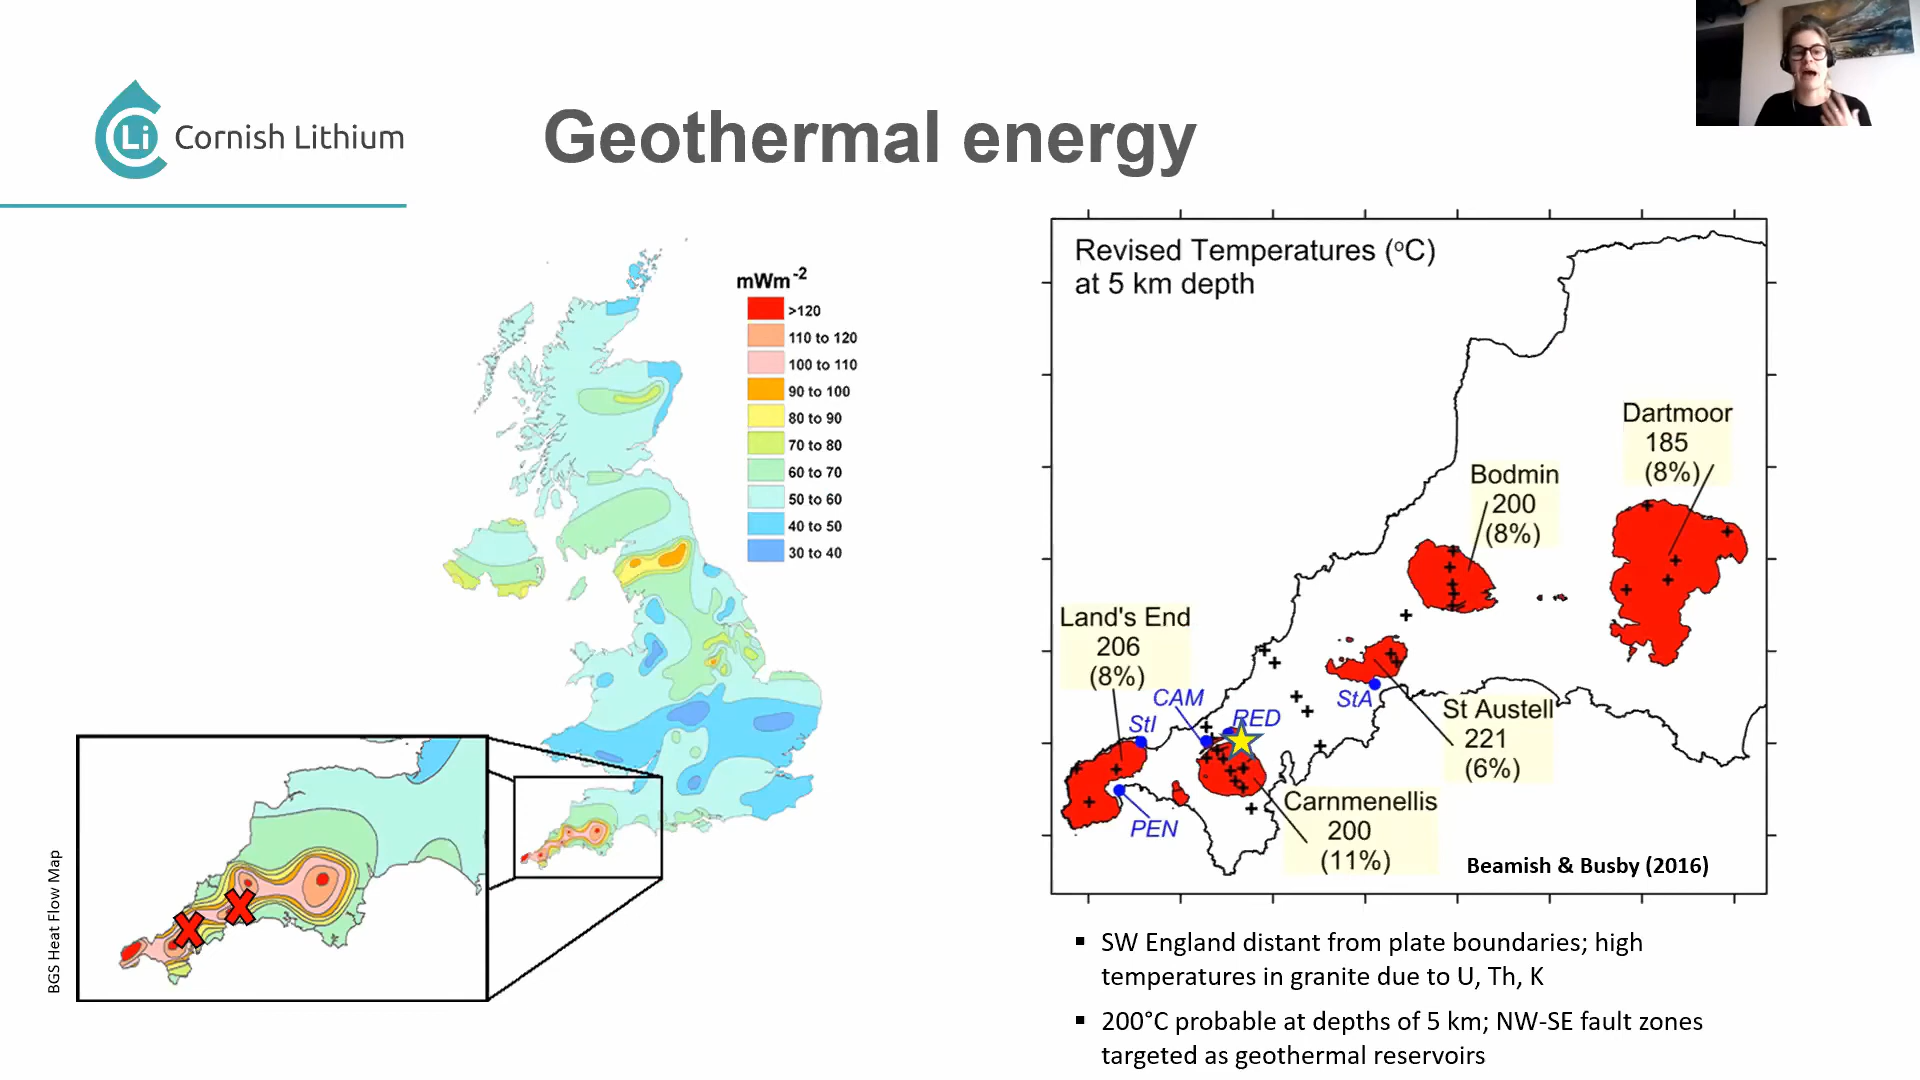 Li
Cornish Lithium
Geothermal energy
mWm-2
>120
110 to 120
100 to 110
90 to 100
80 to 90
70 to 80
60 to 70
50 to 60
40 to 50
30 to 40
BGS Heat Flow Map
Revised Temperatures (oC)
at 5 km depth
Dartmoor
185
(8%)
Bodmin
200
(8%)
Land's End
206
(8%)
CAM
StI
RED
StA
PEN
St Austell
221
(6%)
Carnmenellis
200
(11%)
Beamish & Busby (2016)
▪ SW England distant from plate boundaries; high
temperatures in granite due to U, Th, K
▪ 200°C probable at depths of 5 km; NW-SE fault zones
targeted as geothermal reservoirs